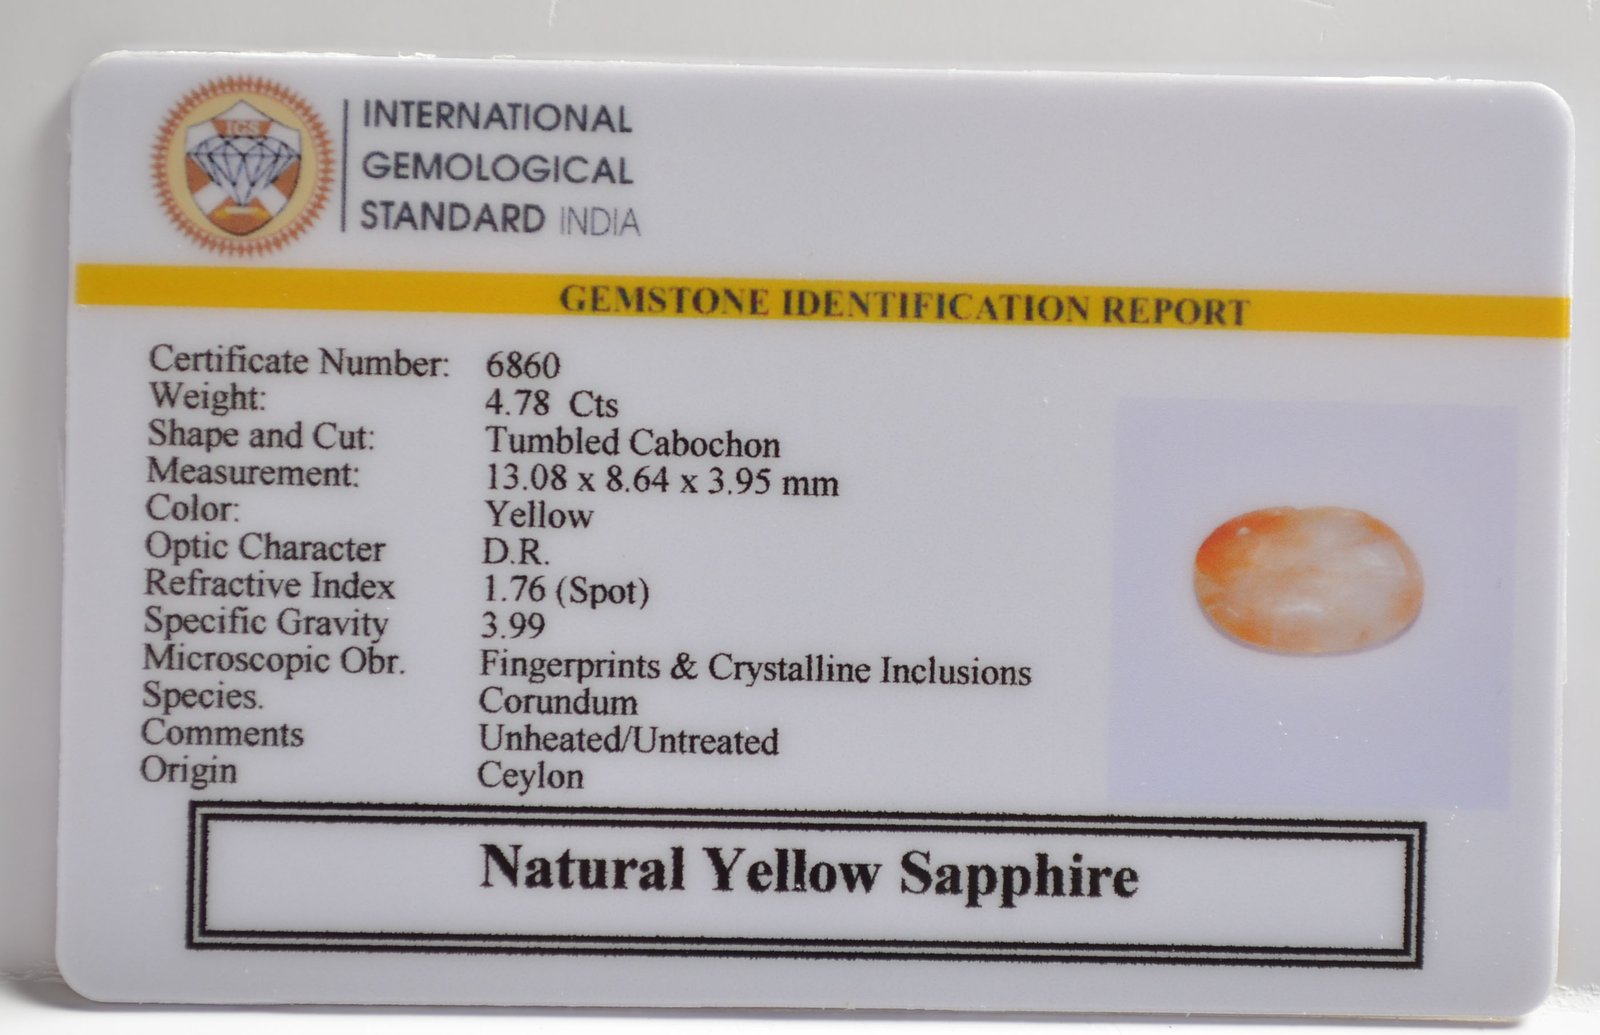 IGS
INTERNATIONAL
GEMOLOGICAL
STANDARD INDIA
GEMSTONE IDENTIFICATION REPORT
Certificate Number: 6860
Weight: 4.78 Cts
Shape and Cut: Tumbled Cabochon
Measurement: 13.08 x 8.64 x 3.95 mm
Color: Yellow
Optic Character D.R.
Refractive Index 1.76 (Spot)
Specific Gravity 3.99
Microscopic Obr. Fingerprints & Crystalline Inclusions
Species. Corundum
Comments Unheated/Untreated
Origin Ceylon
Natural Yellow Sapphire